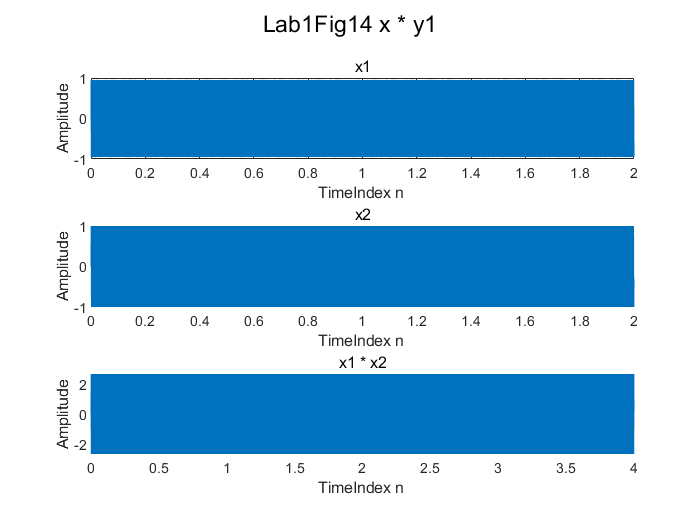 Lab1Fig14 x * y1
x1
Amplitude
1
0
-1
0 0.2 0.4 0.6 0.8 1 1.2 1.4 1.6 1.8 2
TimeIndex n
x2
Amplitude
1
0
-1
0 0.2 0.4 0.6 0.8 1 1.2 1.4 1.6 1.8 2
TimeIndex n
x1 * x2
Amplitude
2
0
-2
0 0.5 1 1.5 2 2.5 3 3.5 4
TimeIndex n